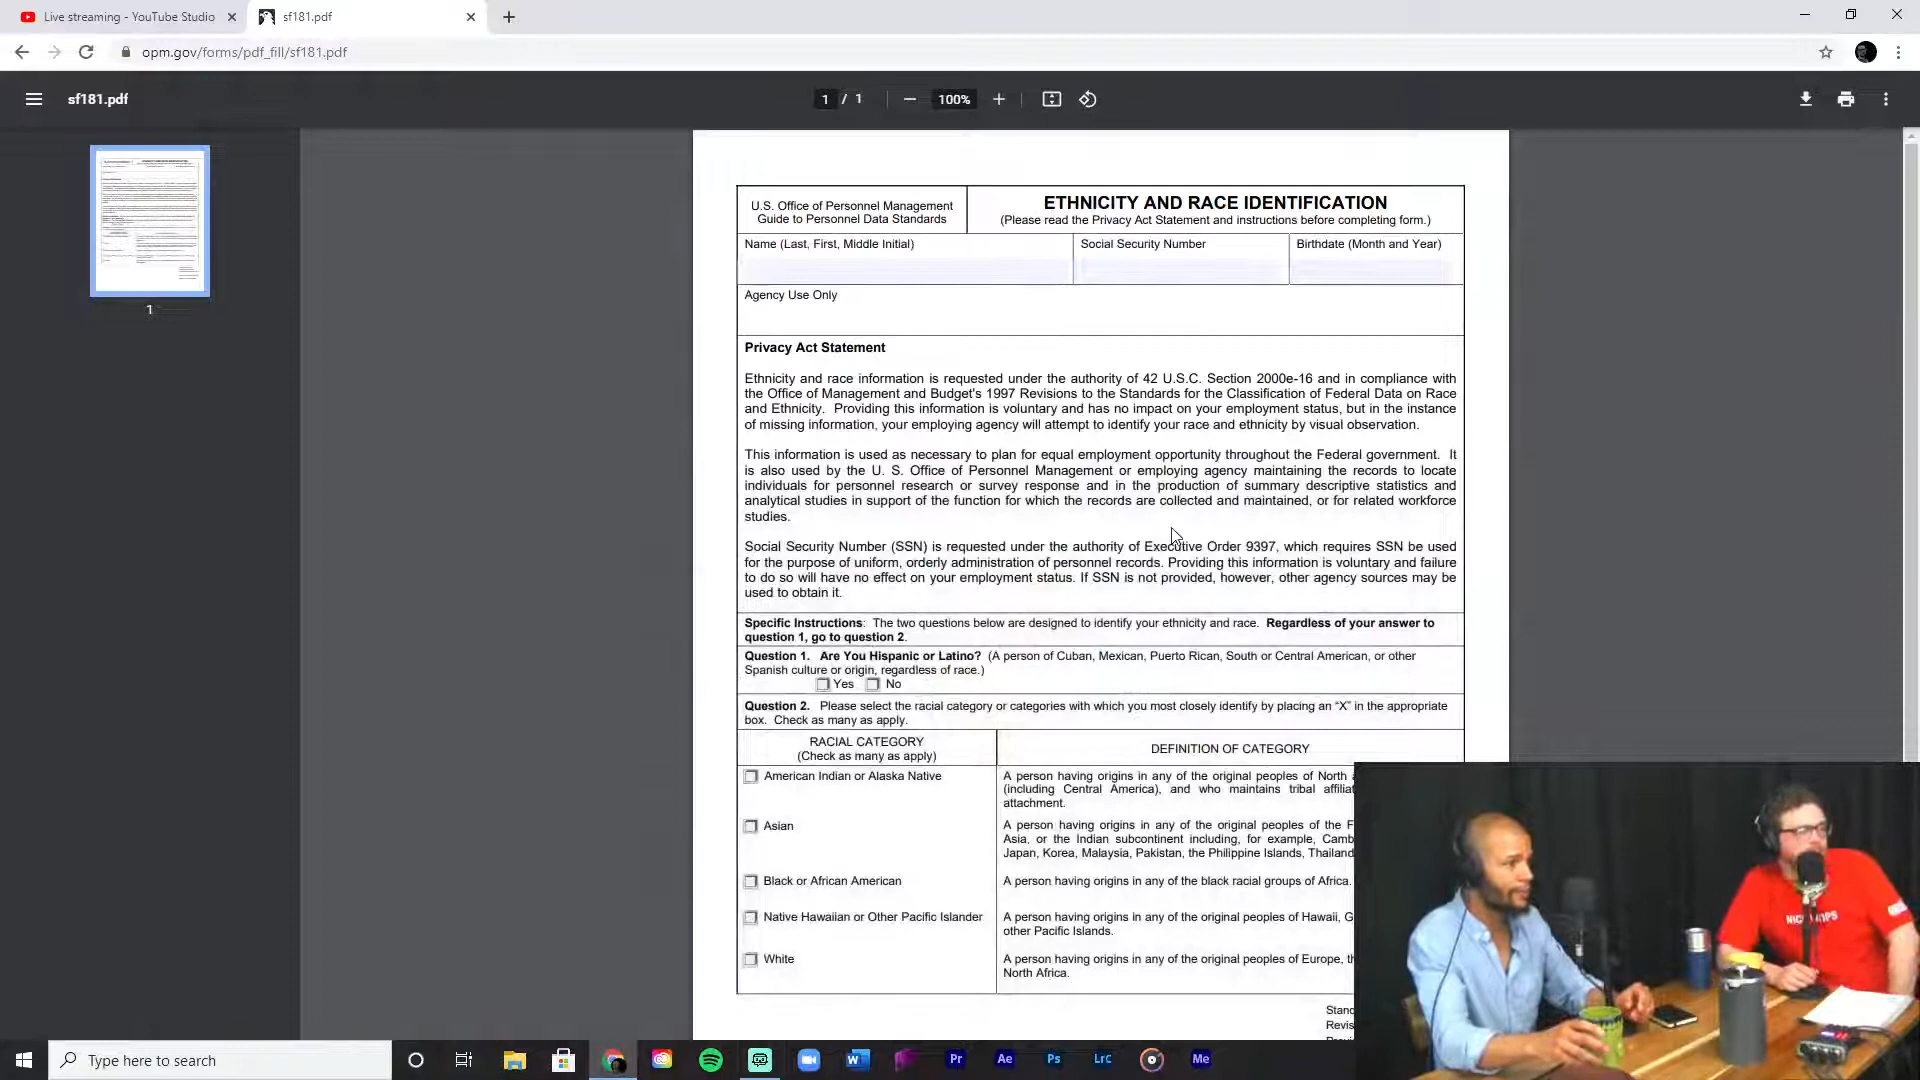 Live streaming - YouTube Studio
sf181.pdf
opm.gov/forms/pdf_fill/sf181.pdf
sf181.pdf
1 / 1
100%
1
U.S. Office of Personnel Management
Guide to Personnel Data Standards
ETHNICITY AND RACE IDENTIFICATION
(Please read the Privacy Act Statement and instructions before completing form.)
Name (Last, First, Middle Initial)
Social Security Number
Birthdate (Month and Year)
Agency Use Only
Privacy Act Statement
Ethnicity and race information is requested under the authority of 42 U.S.C. Section 2000e-16 and in compliance with
the Office of Management and Budget's 1997 Revisions to the Standards for the Classification of Federal Data on Race
and Ethnicity. Providing this information is voluntary and has no impact on your employment status, but in the instance
of missing information, your employing agency will attempt to identify your race and ethnicity by visual observation.
This information is used as necessary to plan for equal employment opportunity throughout the Federal government. It
is also used by the U. S. Office of Personnel Management or employing agency maintaining the records to locate
individuals for personnel research or survey response and in the production of summary descriptive statistics and
analytical studies in support of the function for which the records are collected and maintained, or for related workforce
studies.
Social Security Number (SSN) is requested under the authority of Executive Order 9397, which requires SSN be used
for the purpose of uniform, orderly administration of personnel records. Providing this information is voluntary and failure
to do so will have no effect on your employment status. If SSN is not provided, however, other agency sources may be
used to obtain it.
Specific Instructions: The two questions below are designed to identify your ethnicity and race. Regardless of your answer to
question 1, go to question 2.
Question 1. Are You Hispanic or Latino? (A person of Cuban, Mexican, Puerto Rican, South or Central American, or other
Spanish culture or origin, regardless of race.)
Yes No
Question 2. Please select the racial category or categories with which you most closely identify by placing an “X” in the appropriate
box. Check as many as apply.
RACIAL CATEGORY
(Check as many as apply)
DEFINITION OF CATEGORY
American Indian or Alaska Native
A person having origins in any of the original peoples of North
(including Central America), and who maintains tribal
attachment.
Asian
A person having origins in any of the original peoples of the
Asia, or the Indian subcontinent including, for example,
Japan, Korea, Malaysia, Pakistan, the Philippine Islands, Thailand
Black or African American
A person having origins in any of the black racial groups of Africa.
Native Hawaiian or Other Pacific Islander
A person having origins in any of the original peoples of Hawaii,
other Pacific Islands.
White
A person having origins in any of the original peoples of Europe,
North Africa.
Type here to search
W
Pr
Ae
Ps
LrC
Me